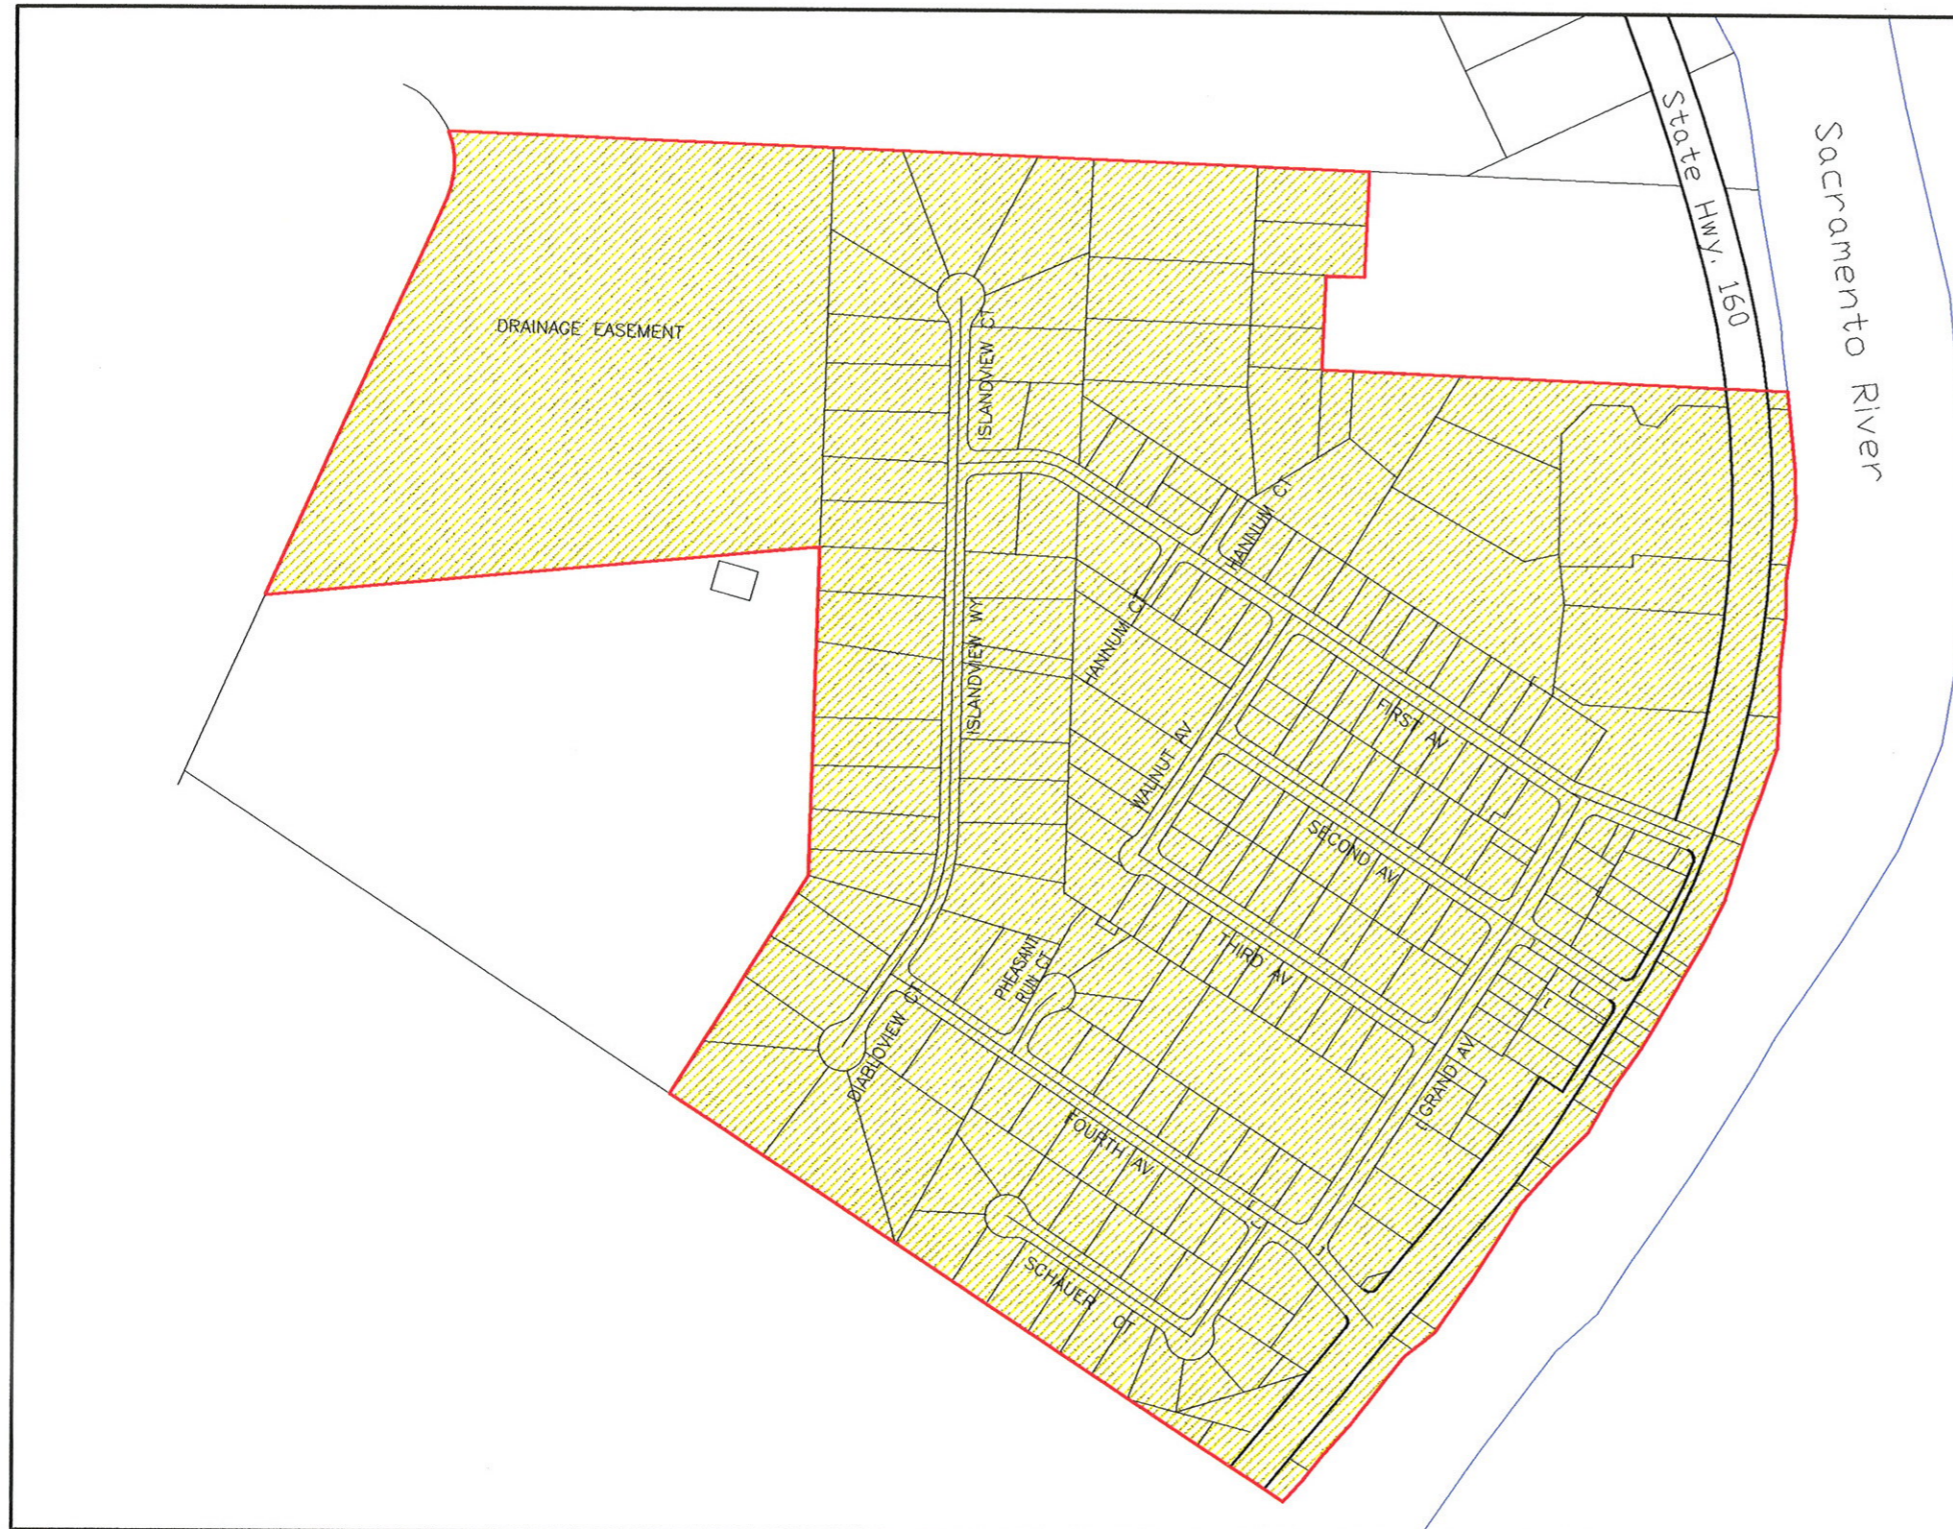 State Hwy. 160
Sacramento River
DRAINAGE EASEMENT
ISLANDVIEW CT
HANNUM CT
HANNUM CT
ISLANDVIEW WY
WALNUT AV
FIRST AV
SECOND AV
THIRD AV
PHEASANT
RUN CT
DIABLOVIEW CT
GRAND AV
FOURTH AV
SCHAUER CT